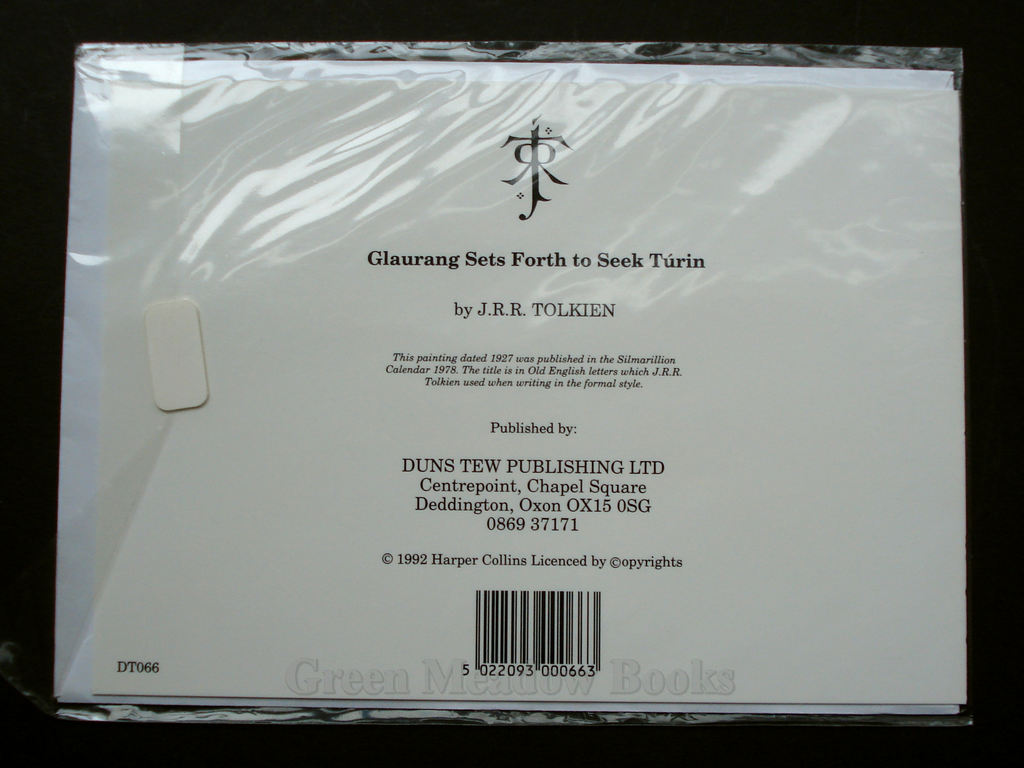 Glaurang Sets Forth to Seek Túrin
by J.R.R. TOLKIEN
This painting dated 1927 was published in the Silmarillion
Calendar 1978. The title is in Old English letters which J.R.R.
Tolkien used when writing in the formal style.
Published by:
DUNS TEW PUBLISHING LTD
Centrepoint, Chapel Square
Deddington, Oxon OX15 0SG
0869 37171
© 1992 Harper Collins Licenced by ©opyrights
5 022093 000663
DT066
Green Meadow Books